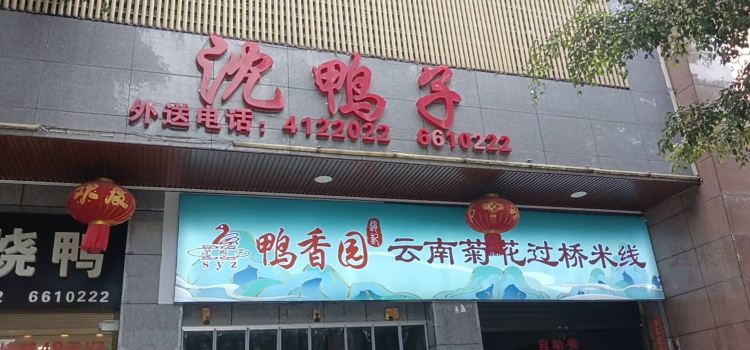 沈鸭子
外送电话：4122022 6610222
鸭香园 云南菊花过桥米线
syz
烧鸭
2 6610222